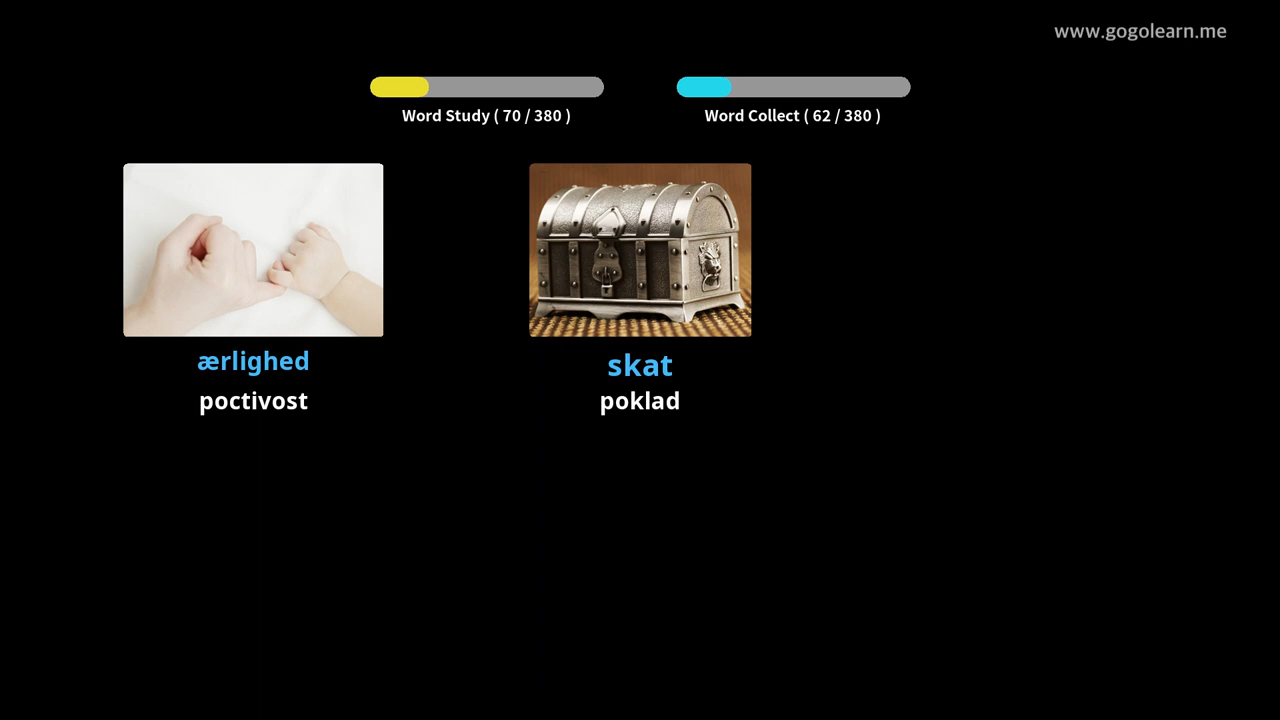 www.gogolearn.me
Word Study ( 70 / 380 )
Word Collect ( 62 / 380 )
ærlighed
poctivost
skat
poklad